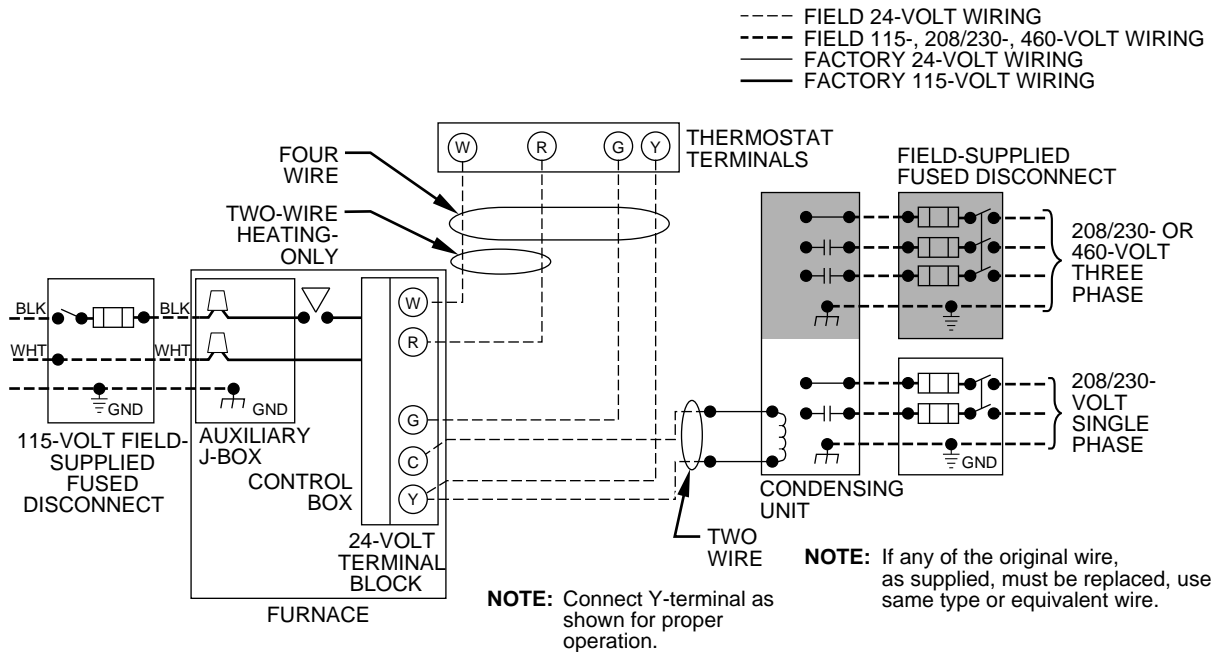 FIELD 24-VOLT WIRING
FIELD 115-, 208/230-, 460-VOLT WIRING
FACTORY 24-VOLT WIRING
FACTORY 115-VOLT WIRING
W
R
G
Y
THERMOSTAT
TERMINALS
FOUR
WIRE
TWO-WIRE
HEATING-
ONLY
FIELD-SUPPLIED
FUSED DISCONNECT
208/230- OR
460-VOLT
THREE
PHASE
BLK
BLK
WHT
WHT
GND
GND
W
R
G
C
Y
115-VOLT FIELD-
SUPPLIED
FUSED
DISCONNECT
AUXILIARY
J-BOX
CONTROL
BOX
24-VOLT
TERMINAL
BLOCK
FURNACE
208/230-
VOLT
SINGLE
PHASE
GND
CONDENSING
UNIT
TWO
WIRE
NOTE: Connect Y-terminal as
shown for proper
operation.
NOTE: If any of the original wire,
as supplied, must be replaced, use
same type or equivalent wire.